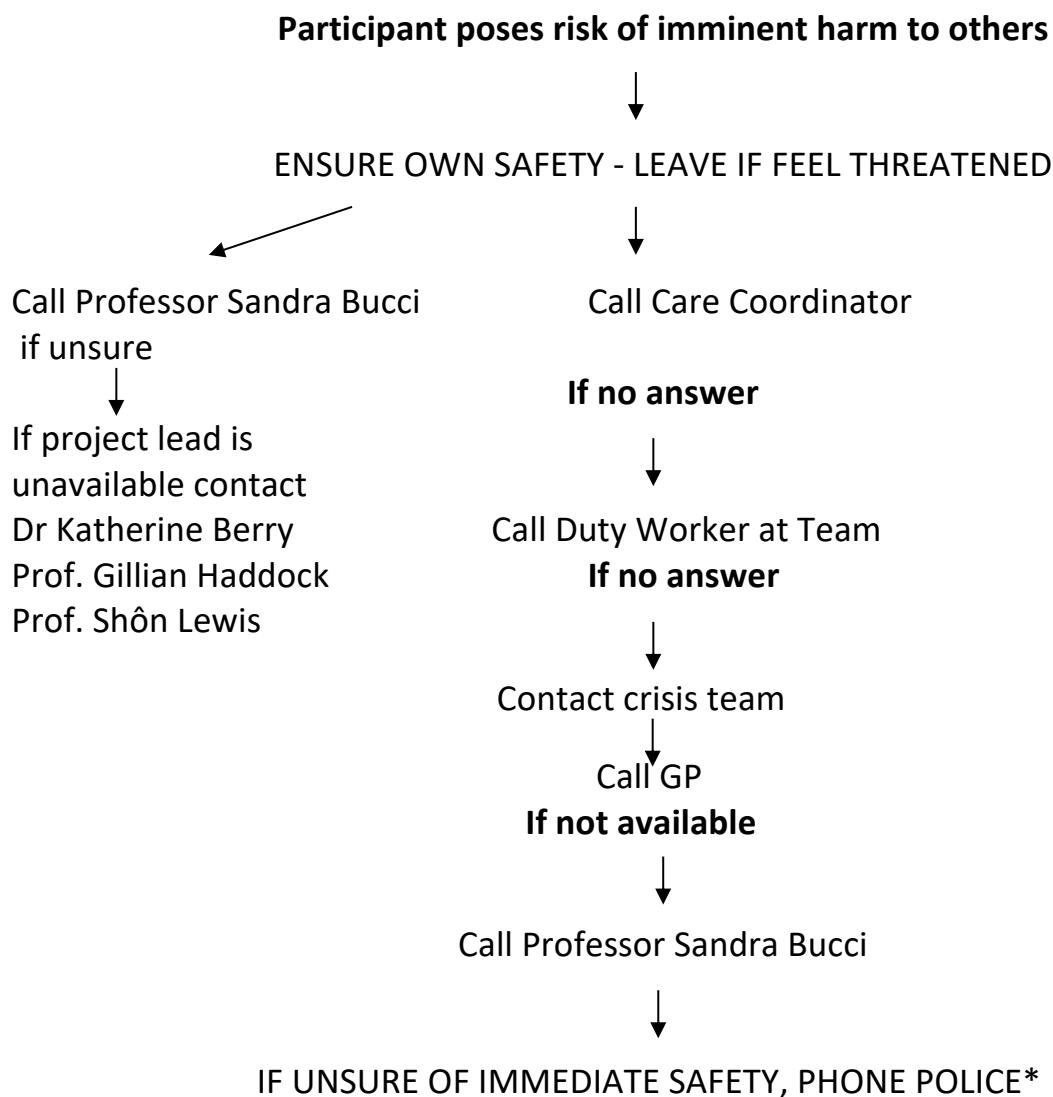 Participant poses risk of imminent harm to others
ENSURE OWN SAFETY - LEAVE IF FEEL THREATENED
Call Professor Sandra Bucci
if unsure
If project lead is
unavailable contact
Dr Katherine Berry
Prof. Gillian Haddock
Prof. Shôn Lewis
Call Care Coordinator
If no answer
Call Duty Worker at Team
If no answer
Contact crisis team
Call GP
If not available
Call Professor Sandra Bucci
IF UNSURE OF IMMEDIATE SAFETY, PHONE POLICE*